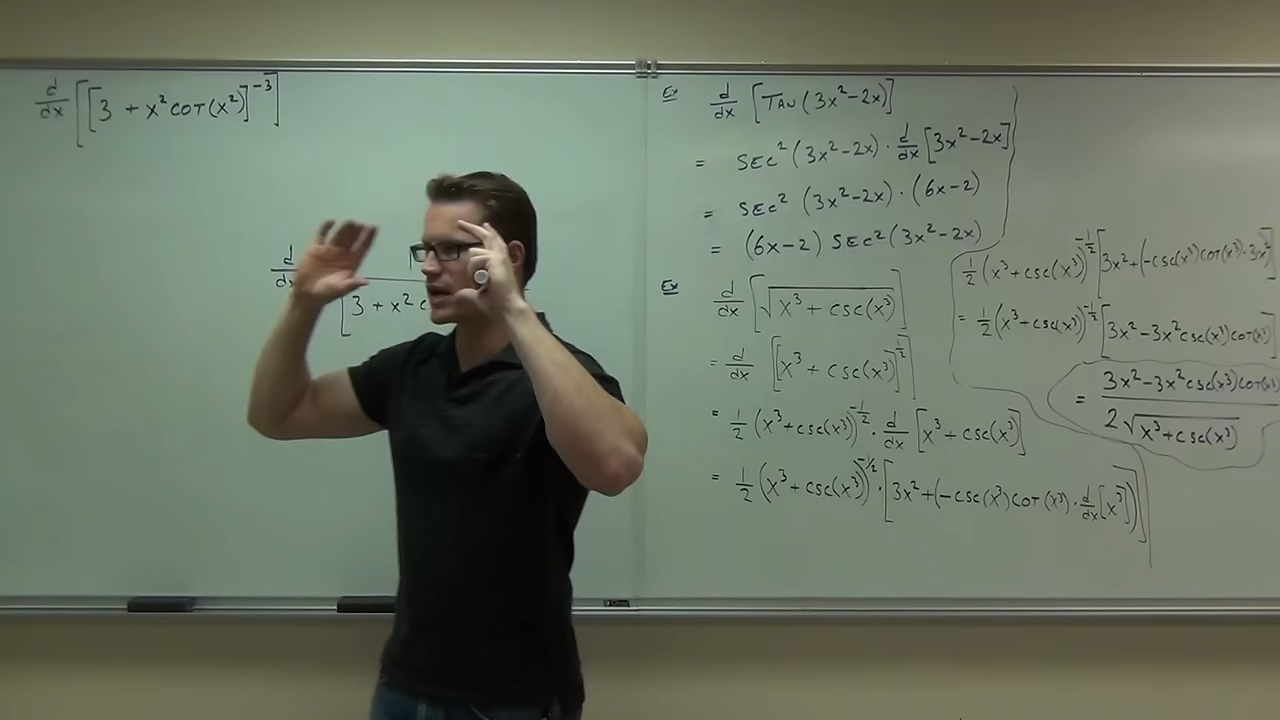 d/dx [[3 + x² COT(x²)]⁻³]
d/dx
[3 + x²
Ex d/dx [TAN (3x²-2x)]
= SEC² (3x²-2x) · d/dx [3x²-2x]
= SEC² (3x²-2x) · (6x-2)
= (6x-2) SEC² (3x²-2x)
Ex d/dx [√(x³ + csc(x³))]
= d/dx [[x³ + csc(x³)]^½]
= ½ (x³+csc(x³))^-½ · d/dx [x³ + csc(x³)]
= ½ (x³+csc(x³))^-½ · [3x²+(-csc(x³)COT(x³) · d/dx[x³])]
½ (x³+csc(x³))^-½ [3x²+(-csc(x³)cot(x³)·3x²]
= ½ (x³+csc(x³))^-½ [3x²-3x²csc(x³)cot(x³)]
= 3x²-3x²csc(x³)cot(x³)
2√(x³+csc(x³))